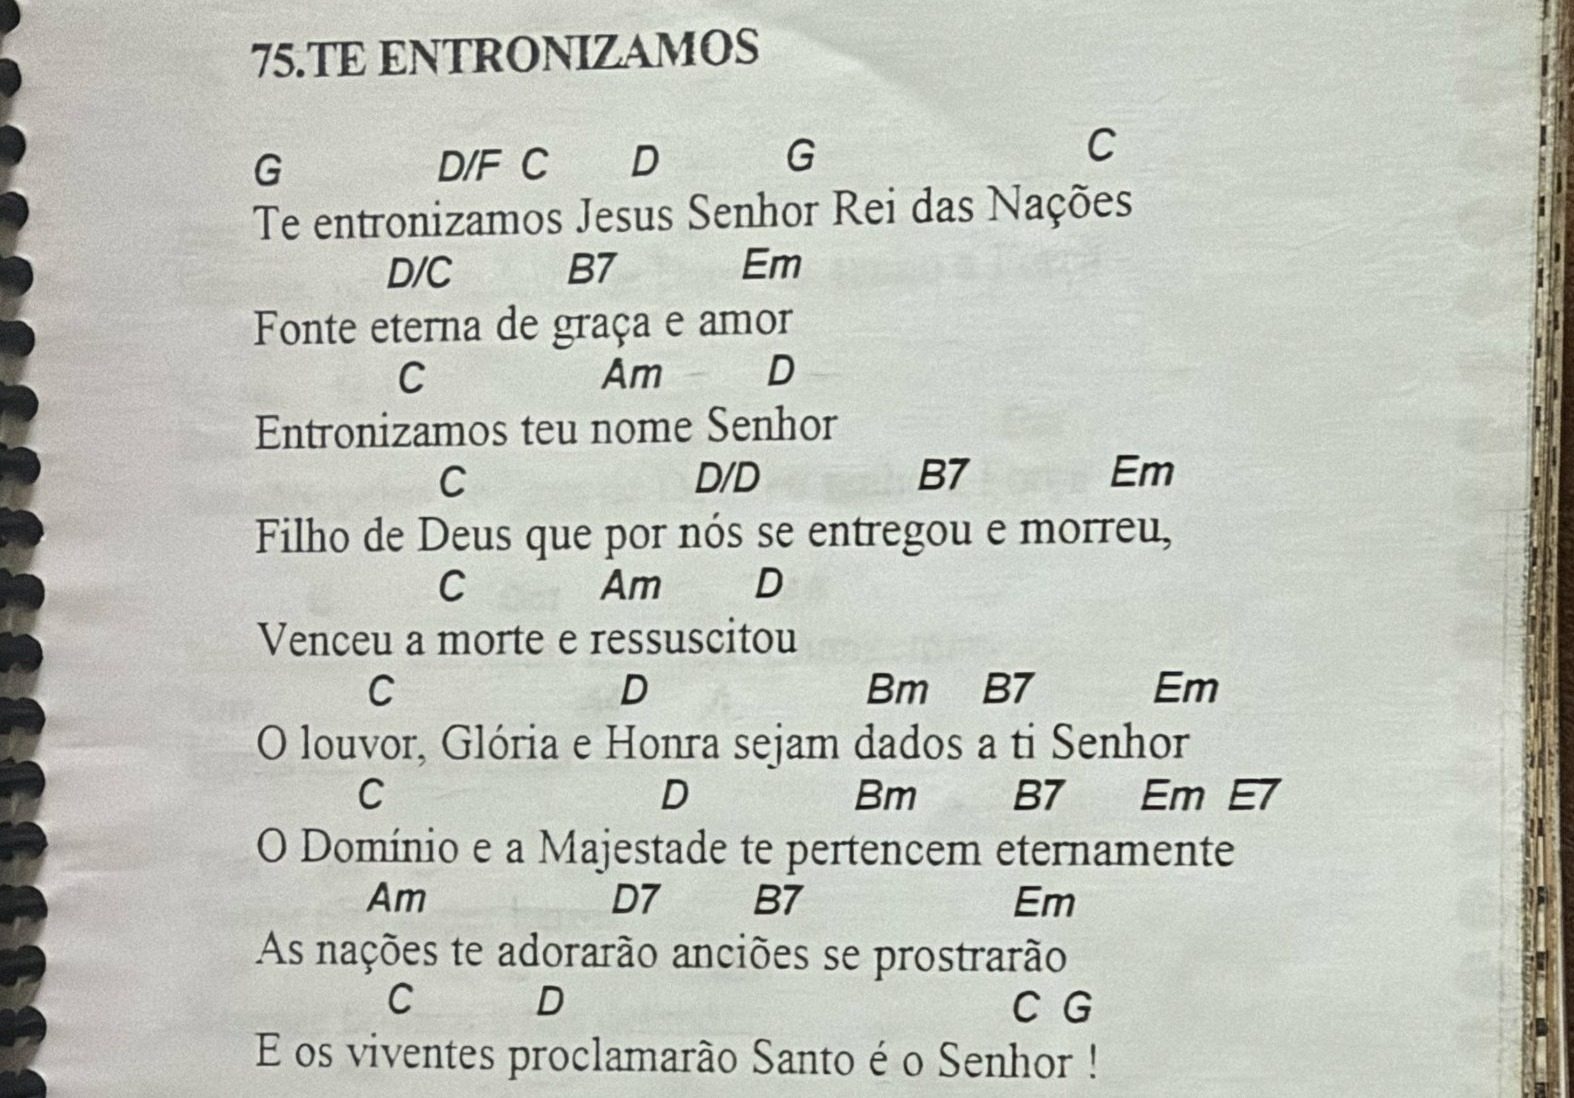 75.TE ENTRONIZAMOS
G D/F C D G C
Te entronizamos Jesus Senhor Rei das Nações
D/C B7 Em
Fonte eterna de graça e amor
C Am D
Entronizamos teu nome Senhor
C D/D B7 Em
Filho de Deus que por nós se entregou e morreu,
C Am D
Venceu a morte e ressuscitou
C D Bm B7 Em
O louvor, Glória e Honra sejam dados a ti Senhor
C D Bm B7 Em E7
O Domínio e a Majestade te pertencem eternamente
Am D7 B7 Em
As nações te adorarão anciões se prostrarão
C D C G
E os viventes proclamarão Santo é o Senhor !